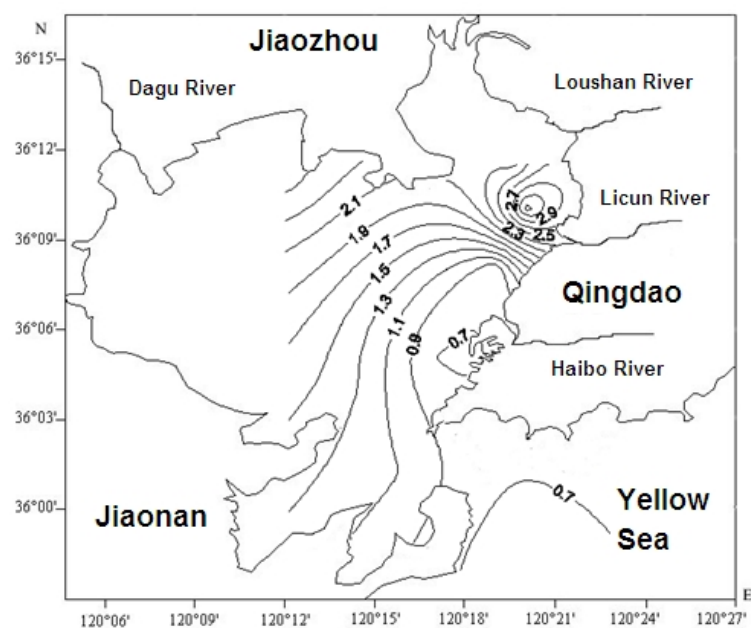 N
Jiaozhou
36°15'
Dagu River
Loushan River
36°12'
Licun River
2.7
2.9
2.1
36°09'
1.9
2.3
2.5
1.7
1.5
Qingdao
1.3
36°06'
1.1
0.9
0.7
Haibo River
36°03'
36°00'
Jiaonan
0.7
Yellow
Sea
E
120°06'
120°09'
120°12'
120°15'
120°18'
120°21'
120°24'
120°27'